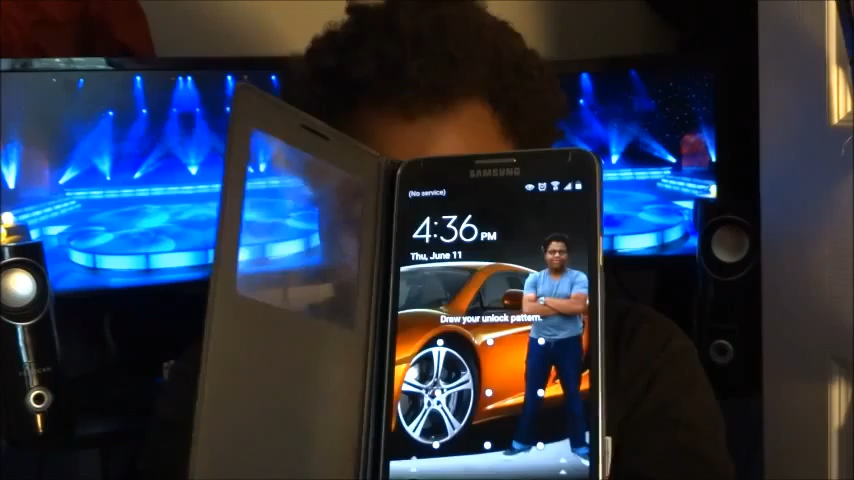 SAMSUNG
(No service)
4:36 PM
Thu, June 11
Draw your unlock pattern.